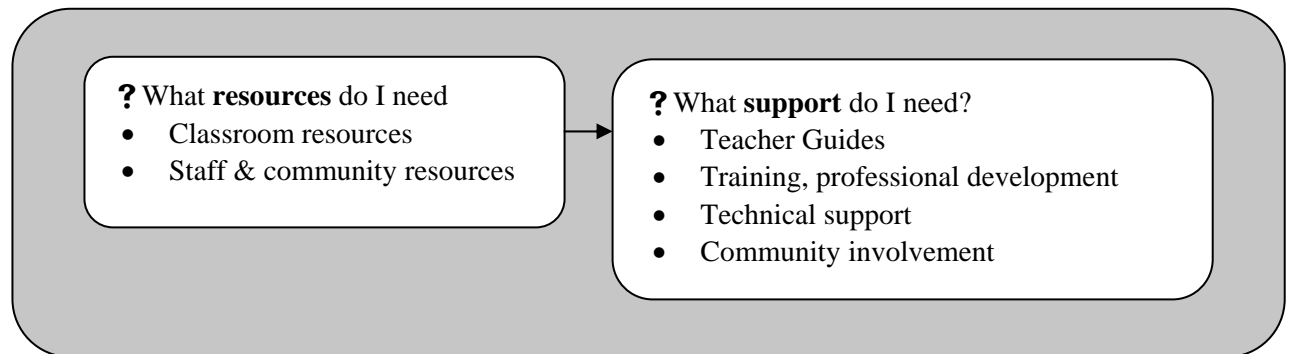 ? What resources do I need
• Classroom resources
• Staff & community resources
? What support do I need?
• Teacher Guides
• Training, professional development
• Technical support
• Community involvement